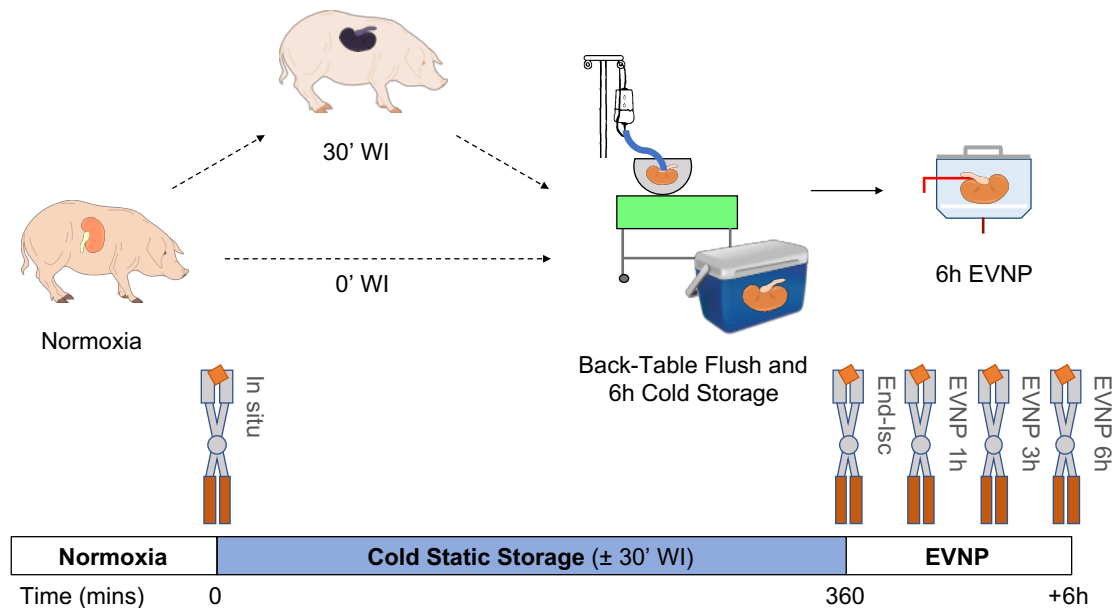 30’ WI
0’ WI
Normoxia
Back-Table Flush and
6h Cold Storage
6h EVNP
In situ
End-Isc
EVNP 1h
EVNP 3h
EVNP 6h
Normoxia
Cold Static Storage (± 30’ WI)
EVNP
Time (mins)
0
360
+6h